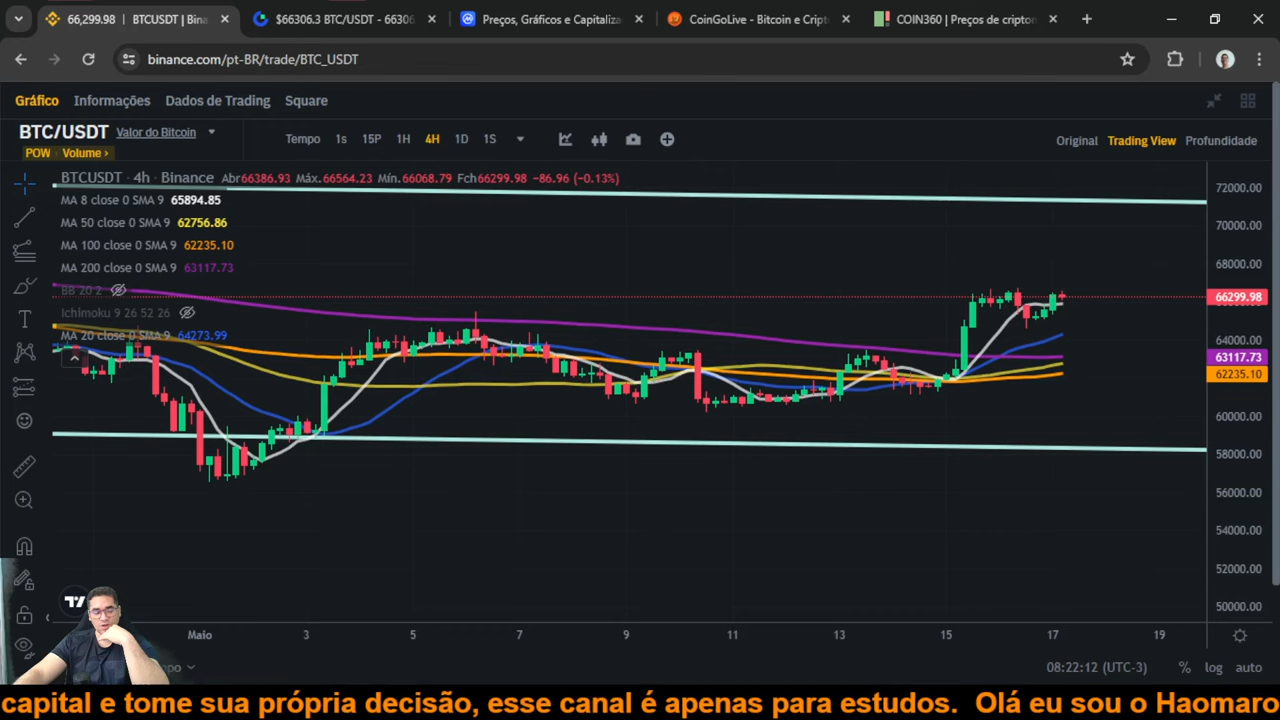 66,299.98 | BTCUSDT | Bina
$66306.3 BTC/USDT - 66306
Preços, Gráficos e Capitaliza
CoinGoLive - Bitcoin e Cript
COIN360 | Preços de cripton
binance.com/pt-BR/trade/BTC_USDT
Gráfico Informações Dados de Trading Square
BTC/USDT Valor do Bitcoin
POW Volume ›
Tempo 1s 15P 1H 4H 1D 1S
Original Trading View Profundidade
BTCUSDT · 4h · Binance Abr66386.93 Máx.66564.23 Mín.66068.79 Fch66299.98 −86.96 (−0.13%)
MA 8 close 0 SMA 9 65894.85
MA 50 close 0 SMA 9 62756.86
MA 100 close 0 SMA 9 62235.10
MA 200 close 0 SMA 9 63117.73
BB 20 2
Ichimoku 9 26 52 26
MA 20 close 0 SMA 9 64273.99
72000.00
70000.00
68000.00
66299.98
64000.00
63117.73
62235.10
60000.00
58000.00
56000.00
54000.00
52000.00
50000.00
Maio 3 5 7 9 11 13 15 17 19
08:22:12 (UTC-3) % log auto
capital e tome sua própria decisão, esse canal é apenas para estudos. Olá eu sou o Haomaro